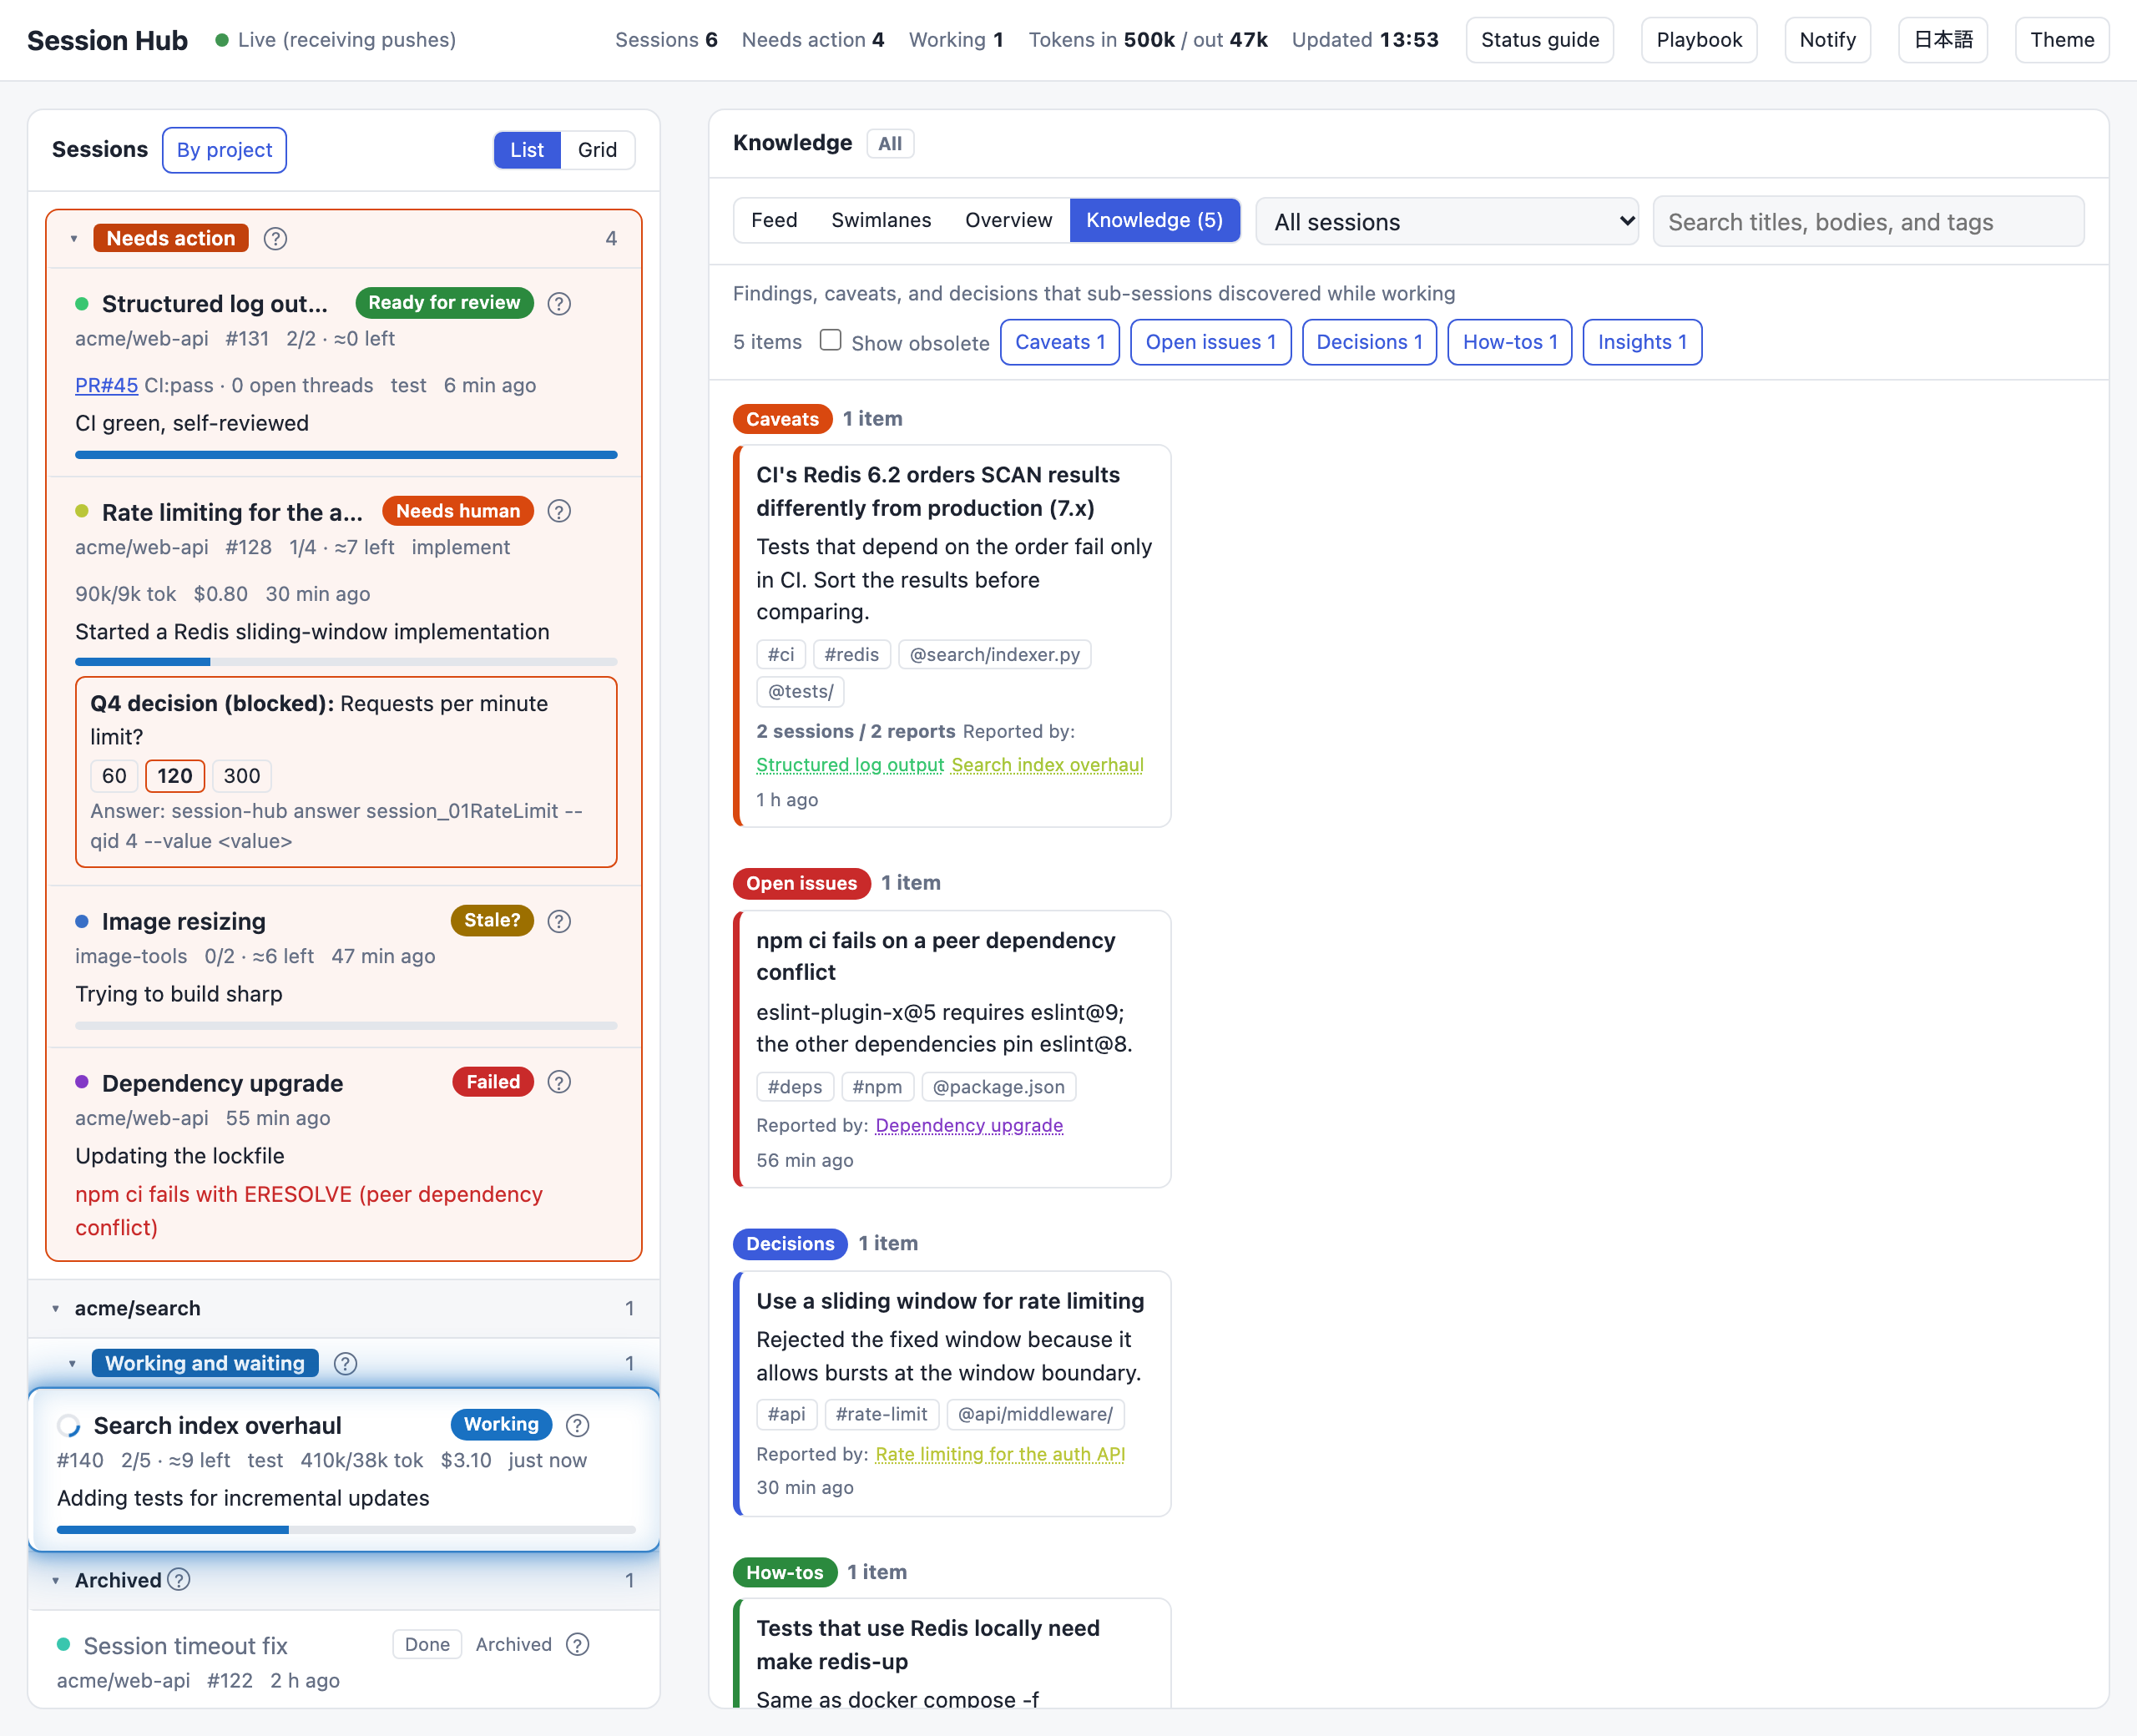 Session Hub
Live (receiving pushes)
Sessions 6 Needs action 4 Working 1 Tokens in 500k / out 47k Updated 13:53
Status guide
Playbook
Notify
日本語
Theme
Sessions
By project
List
Grid
Needs action ? 4
Structured log out... Ready for review ?
acme/web-api #131 2/2 · ≈0 left
PR#45 CI:pass · 0 open threads test 6 min ago
CI green, self-reviewed
Rate limiting for the a... Needs human ?
acme/web-api #128 1/4 · ≈7 left implement
90k/9k tok $0.80 30 min ago
Started a Redis sliding-window implementation
Q4 decision (blocked): Requests per minute
limit?
60 120 300
Answer: session-hub answer session_01RateLimit --
qid 4 --value <value>
Image resizing Stale? ?
image-tools 0/2 · ≈6 left 47 min ago
Trying to build sharp
Dependency upgrade Failed ?
acme/web-api 55 min ago
Updating the lockfile
npm ci fails with ERESOLVE (peer dependency
conflict)
acme/search 1
Working and waiting ? 1
Search index overhaul Working ?
#140 2/5 · ≈9 left test 410k/38k tok $3.10 just now
Adding tests for incremental updates
Archived ? 1
Session timeout fix Done Archived ?
acme/web-api #122 2 h ago
Knowledge All
Feed Swimlanes Overview Knowledge (5)
All sessions
Search titles, bodies, and tags
Findings, caveats, and decisions that sub-sessions discovered while working
5 items Show obsolete Caveats 1 Open issues 1 Decisions 1 How-tos 1 Insights 1
Caveats 1 item
CI's Redis 6.2 orders SCAN results
differently from production (7.x)
Tests that depend on the order fail only
in CI. Sort the results before
comparing.
#ci #redis @search/indexer.py
@tests/
2 sessions / 2 reports Reported by:
Structured log output Search index overhaul
1 h ago
Open issues 1 item
npm ci fails on a peer dependency
conflict
eslint-plugin-x@5 requires eslint@9;
the other dependencies pin eslint@8.
#deps #npm @package.json
Reported by: Dependency upgrade
56 min ago
Decisions 1 item
Use a sliding window for rate limiting
Rejected the fixed window because it
allows bursts at the window boundary.
#api #rate-limit @api/middleware/
Reported by: Rate limiting for the auth API
30 min ago
How-tos 1 item
Tests that use Redis locally need
make redis-up
Same as docker compose -f